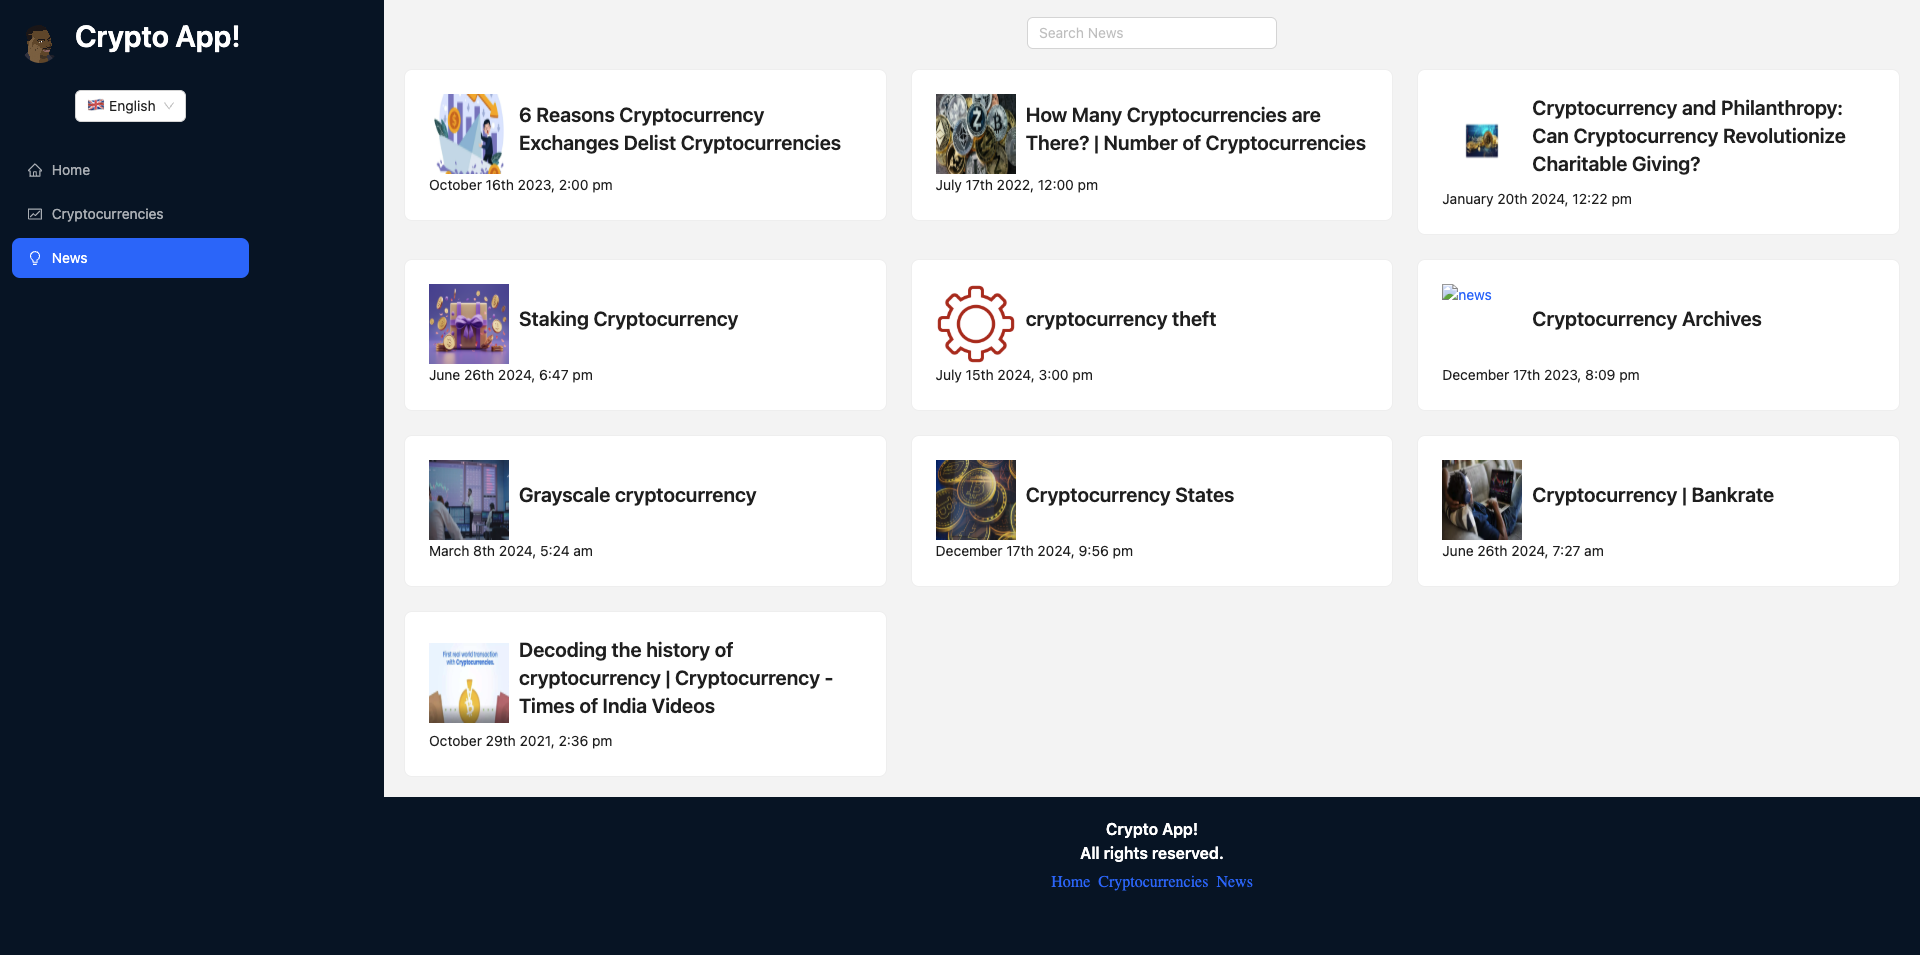 Crypto App!
English
Home
Cryptocurrencies
News
Search News
6 Reasons Cryptocurrency
Exchanges Delist Cryptocurrencies
October 16th 2023, 2:00 pm
How Many Cryptocurrencies are
There? | Number of Cryptocurrencies
July 17th 2022, 12:00 pm
Cryptocurrency and Philanthropy:
Can Cryptocurrency Revolutionize
Charitable Giving?
January 20th 2024, 12:22 pm
Staking Cryptocurrency
June 26th 2024, 6:47 pm
cryptocurrency theft
July 15th 2024, 3:00 pm
news
Cryptocurrency Archives
December 17th 2023, 8:09 pm
Grayscale cryptocurrency
March 8th 2024, 5:24 am
Cryptocurrency States
December 17th 2024, 9:56 pm
Cryptocurrency | Bankrate
June 26th 2024, 7:27 am
First real world transaction
with Cryptocurrencies.
Decoding the history of
cryptocurrency | Cryptocurrency -
Times of India Videos
October 29th 2021, 2:36 pm
Crypto App!
All rights reserved.
Home Cryptocurrencies News